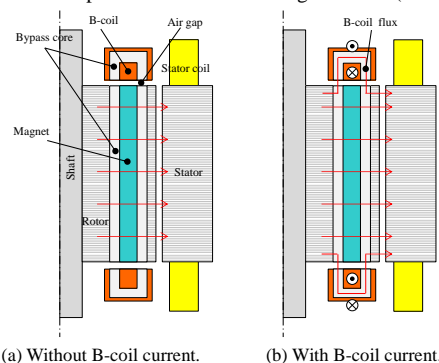 B-coil
Air gap
Bypass core
Stator coil
Magnet
Shaft
Stator
Rotor
B-coil flux
(a) Without B-coil current.
(b) With B-coil current.